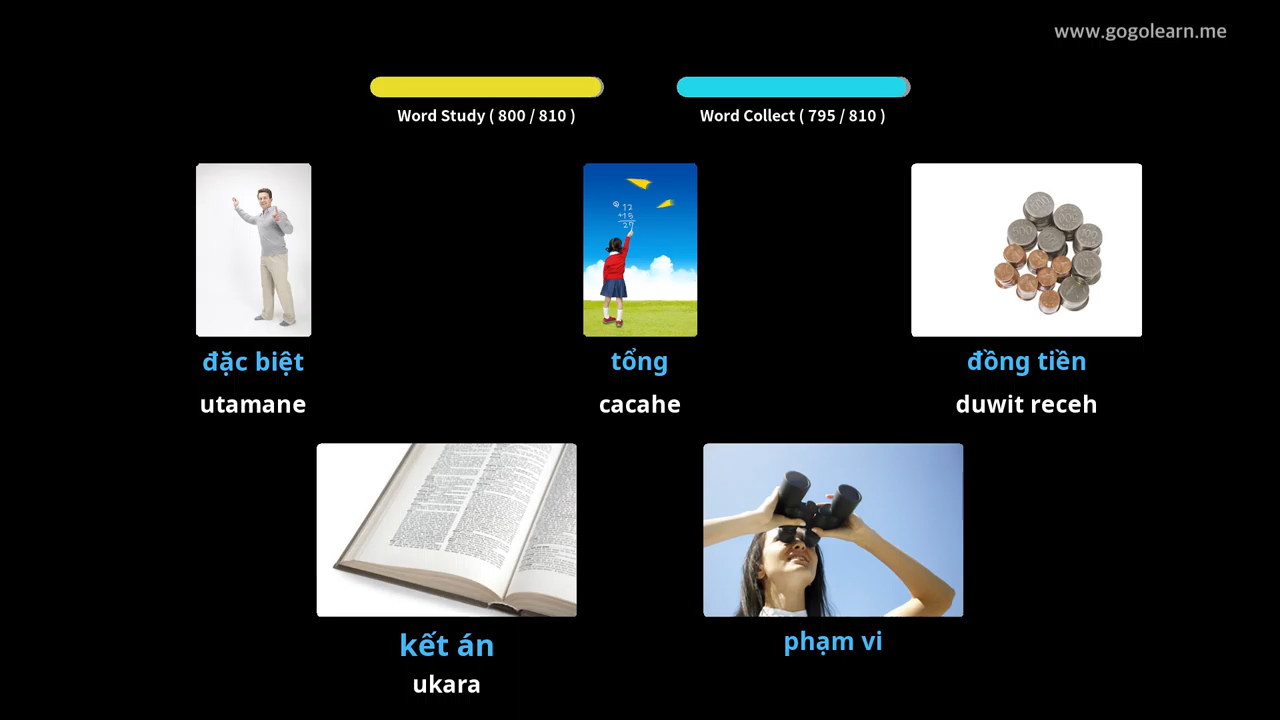 www.gogolearn.me
Word Study ( 800 / 810 )
Word Collect ( 795 / 810 )
đặc biệt
tổng
đồng tiền
utamane
cacahe
duwit receh
kết án
phạm vi
ukara